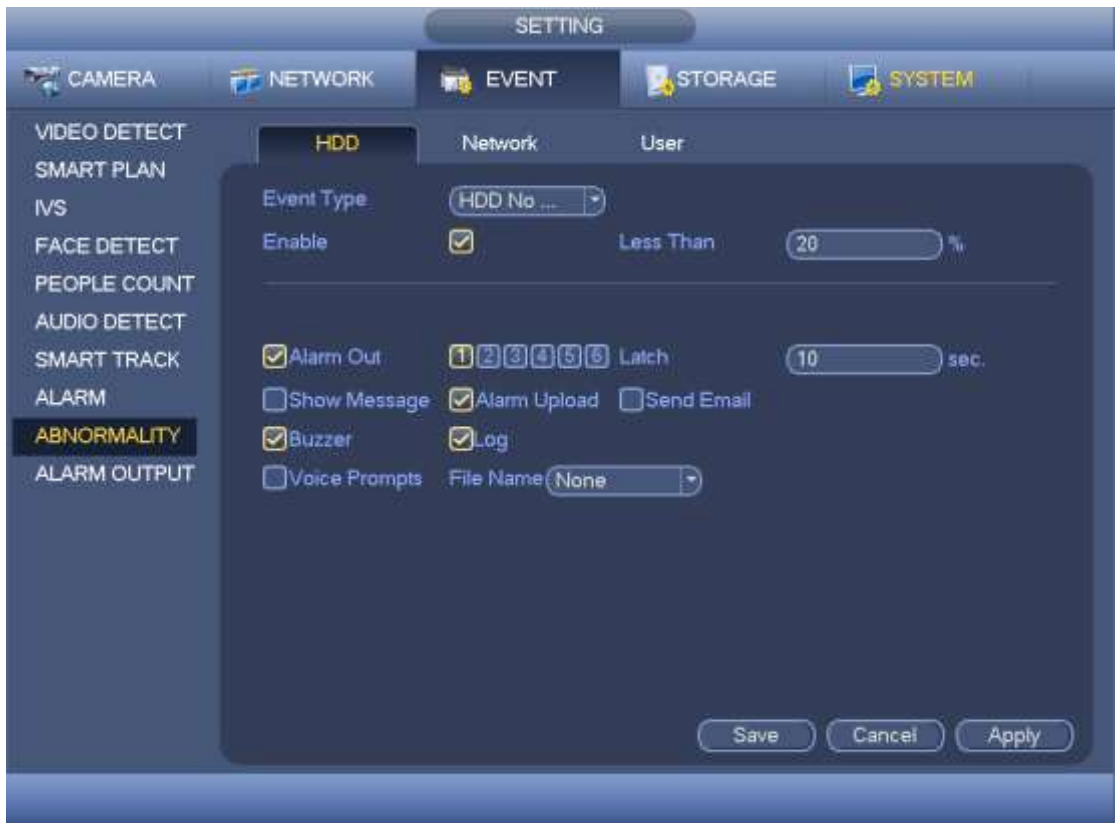 SETTING
CAMERA NETWORK EVENT STORAGE SYSTEM
VIDEO DETECT
SMART PLAN
IVS
FACE DETECT
PEOPLE COUNT
AUDIO DETECT
SMART TRACK
ALARM
ABNORMALITY
ALARM OUTPUT
HDD Network User
Event Type HDD No ...
Enable Less Than 20 %
Alarm Out 1 2 3 4 5 6 Latch 10 sec.
Show Message Alarm Upload Send Email
Buzzer Log
Voice Prompts File Name None
Save Cancel Apply